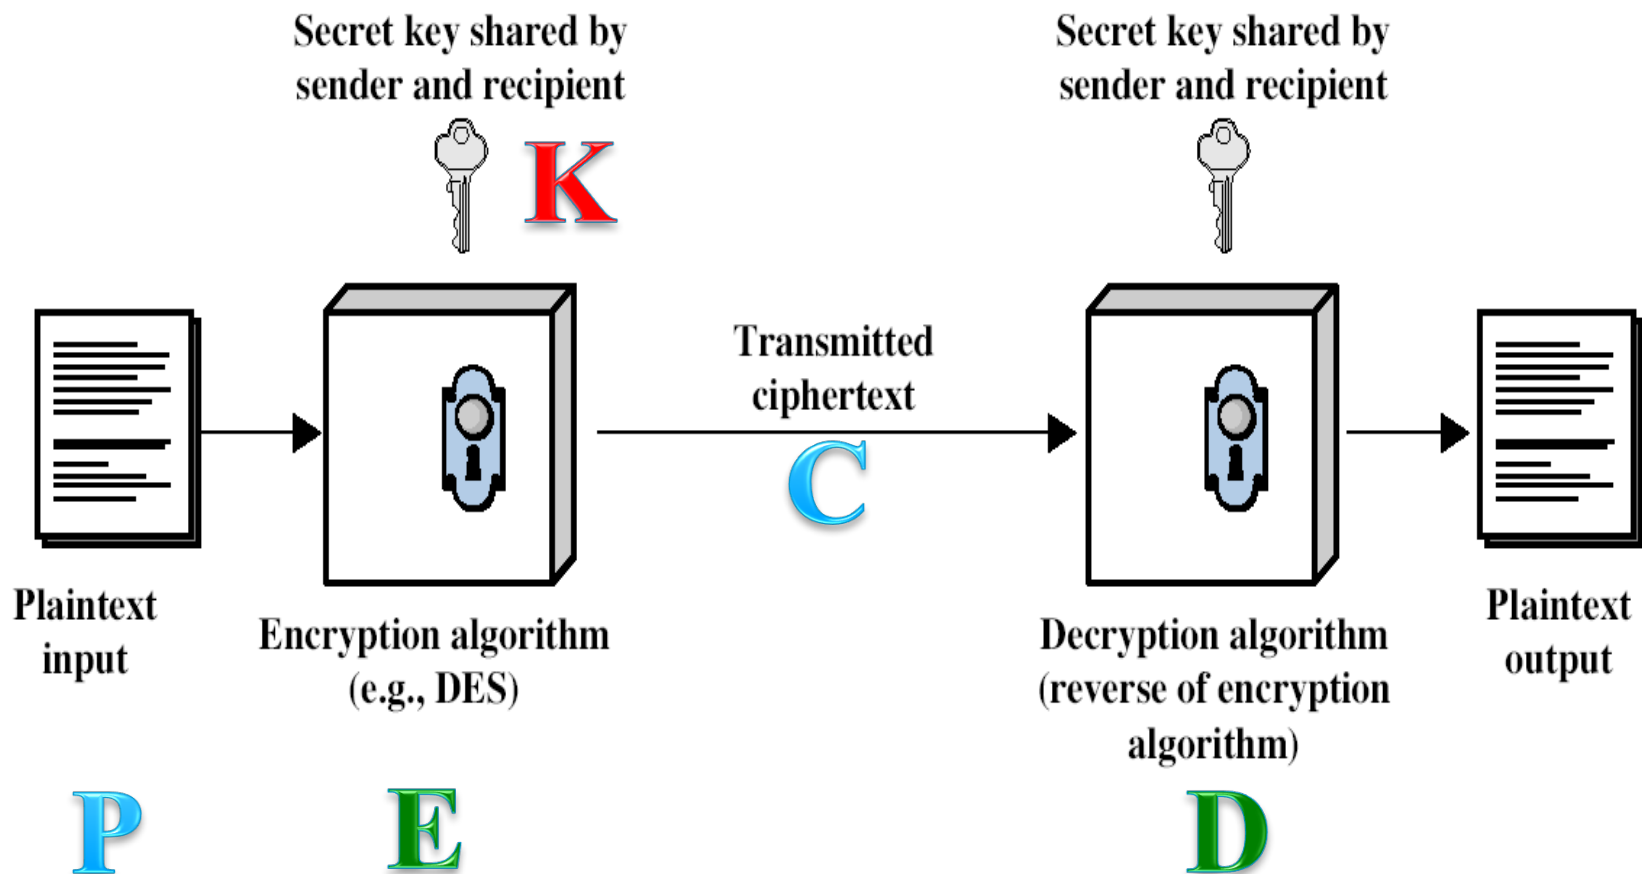 Secret key shared by
sender and recipient
K
Secret key shared by
sender and recipient
Transmitted
ciphertext
C
Plaintext
input
Encryption algorithm
(e.g., DES)
Decryption algorithm
(reverse of encryption
algorithm)
Plaintext
output
P
E
D